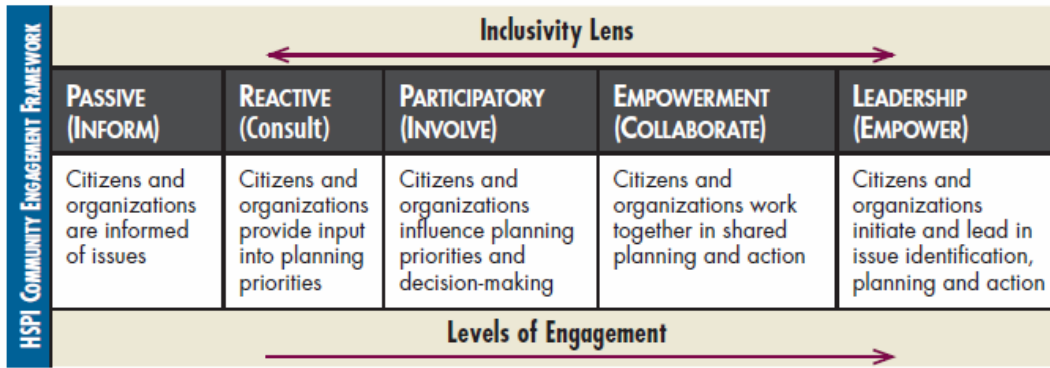 HSPI COMMUNITY ENGAGEMENT FRAMEWORK
Inclusivity Lens
PASSIVE
(INFORM)
REACTIVE
(Consult)
PARTICIPATORY
(INVOLVE)
EMPOWERMENT
(COLLABORATE)
LEADERSHIP
(EMPOWER)
Citizens and
organizations
are informed
of issues
Citizens and
organizations
provide input
into planning
priorities
Citizens and
organizations
influence planning
priorities and
decision-making
Citizens and
organizations work
together in shared
planning and action
Citizens and
organizations
initiate and lead in
issue identification,
planning and action
Levels of Engagement